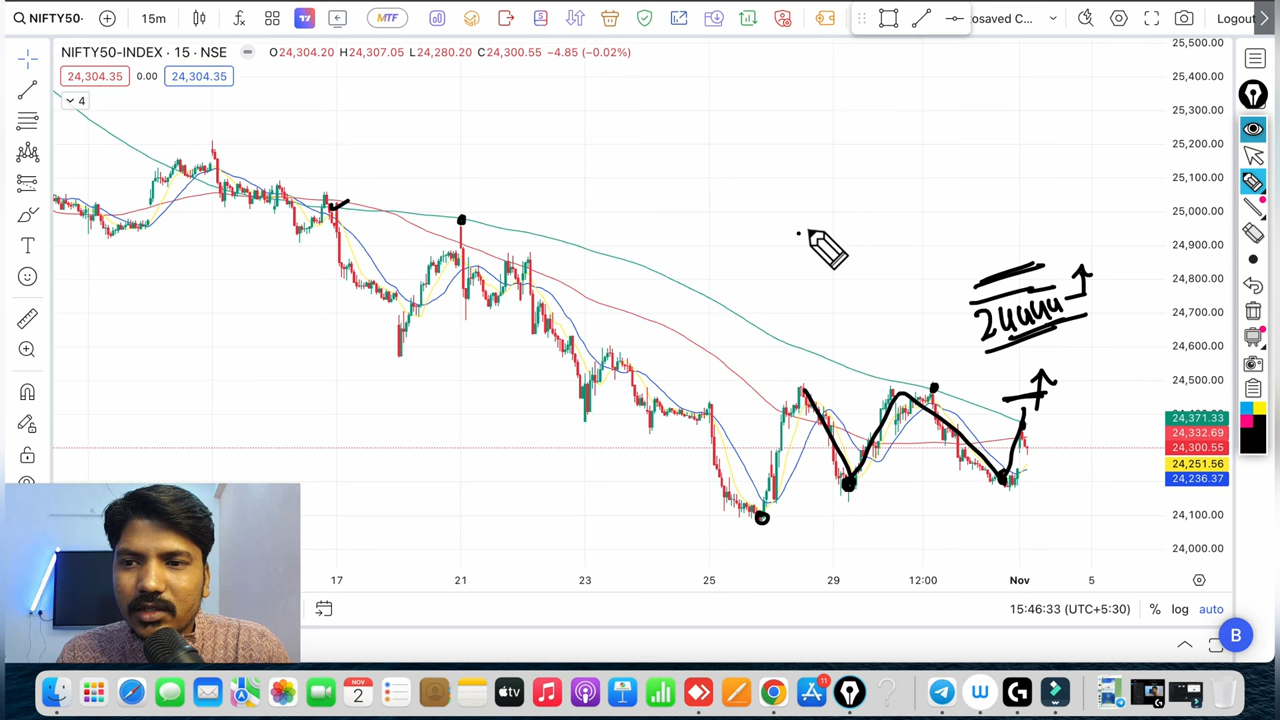 NIFTY50-
15m
MTF
osaved C...
Logout
NIFTY50-INDEX · 15 · NSE
O24,304.20 H24,307.05 L24,280.20 C24,300.55 −4.85 (−0.02%)
24,304.35
0.00
24,304.35
4
25,500.00
25,400.00
25,300.00
25,200.00
25,100.00
25,000.00
24,900.00
24,800.00
24,700.00
24,600.00
24,500.00
24,371.33
24,332.69
24,300.55
24,251.56
24,236.37
24,100.00
24,000.00
24444
17
21
23
25
29
12:00
Nov
5
15:46:33 (UTC+5:30)
%
log
auto
B
NOV
2
tv
11